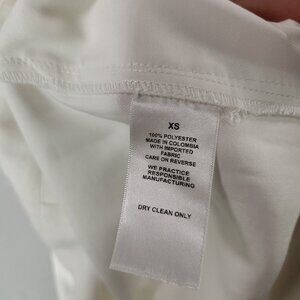 XS
100% POLYESTER
MADE IN COLOMBIA
WITH IMPORTED
FABRIC
CARE ON REVERSE
WE PRACTICE
RESPONSIBLE
MANUFACTURING
DRY CLEAN ONLY